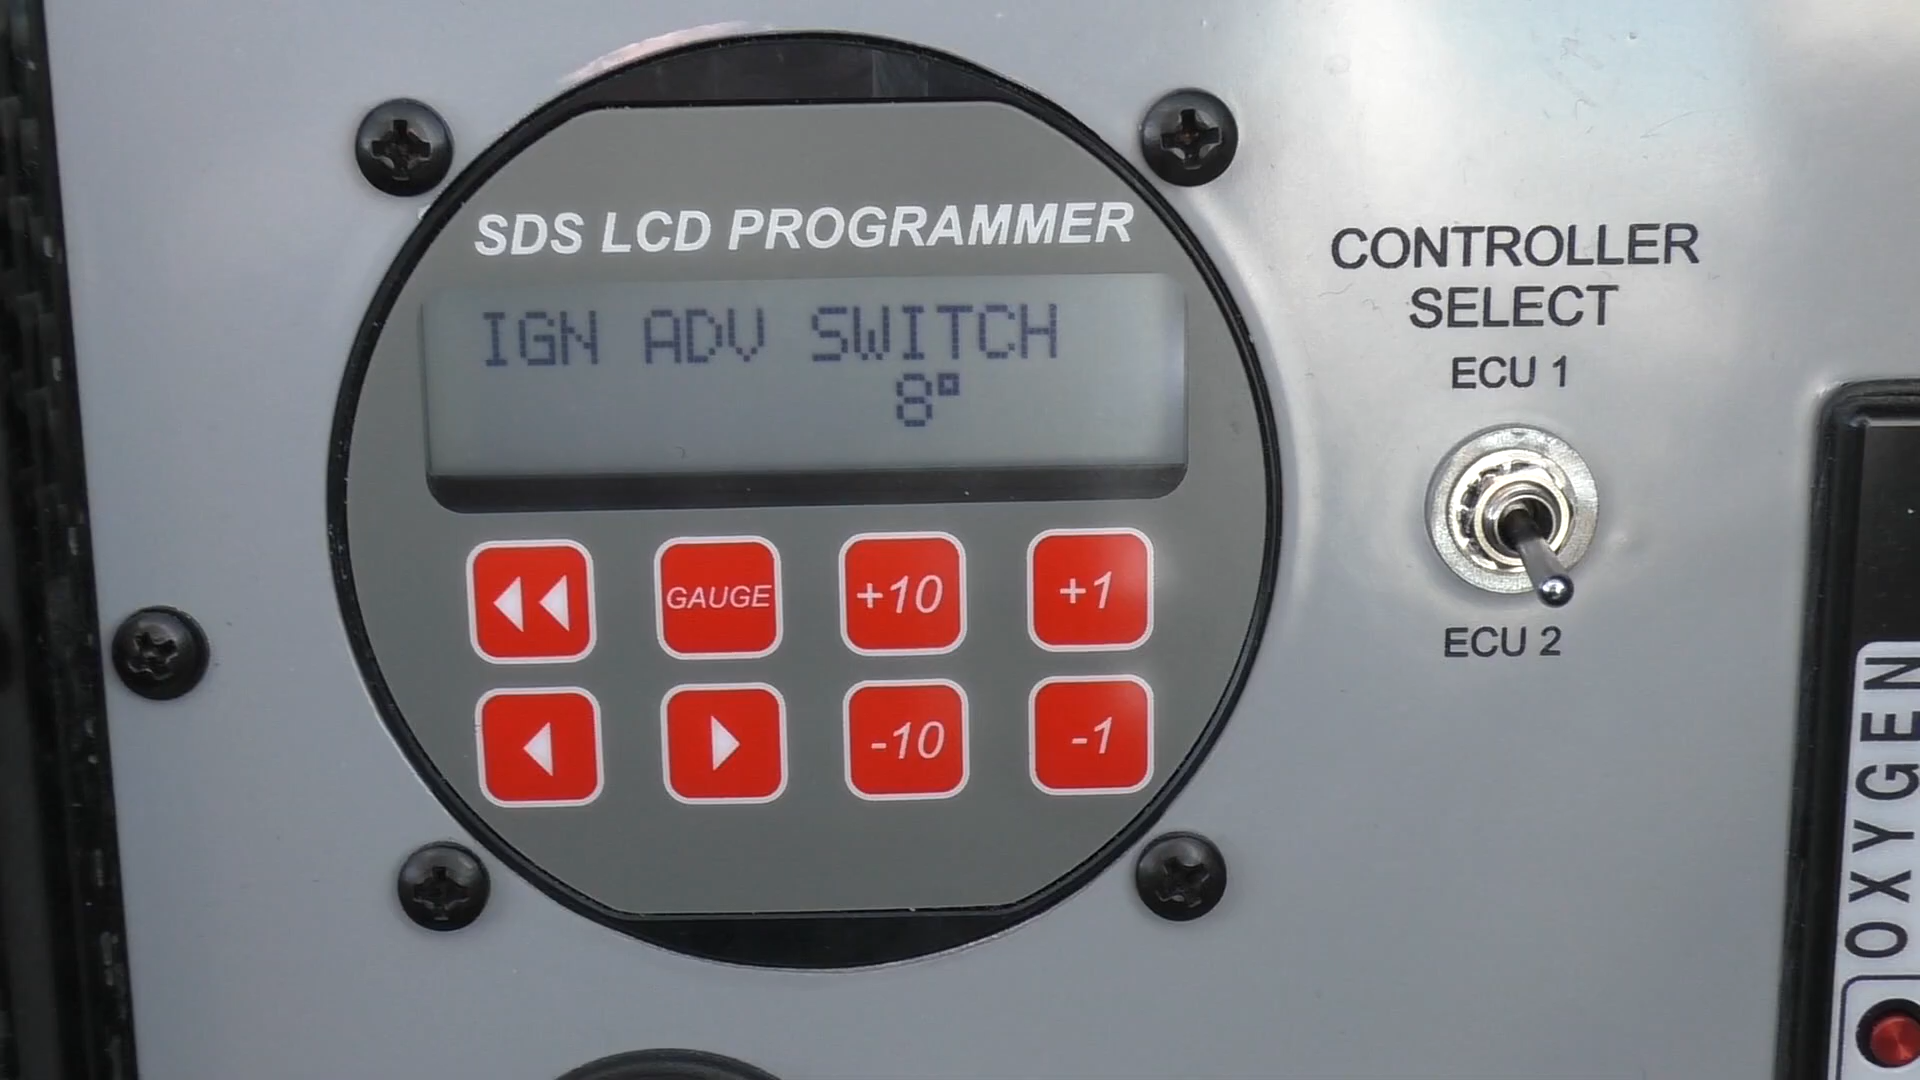 SDS LCD PROGRAMMER
IGN ADV SWITCH
8°
GAUGE
+10
+1
-10
-1
CONTROLLER
SELECT
ECU 1
ECU 2
OXYGEN